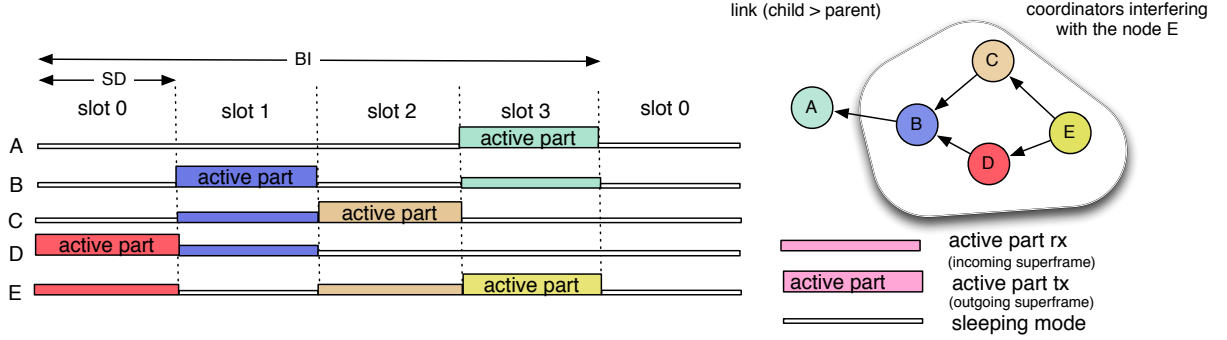 BI
SD
slot 0
slot 1
slot 2
slot 3
slot 0
A
active part
B
active part
C
active part
D
active part
E
active part
link (child > parent)
coordinators interfering
with the node E
C
A
B
E
D
active part rx
(incoming superframe)
active part
active part tx
(outgoing superframe)
sleeping mode